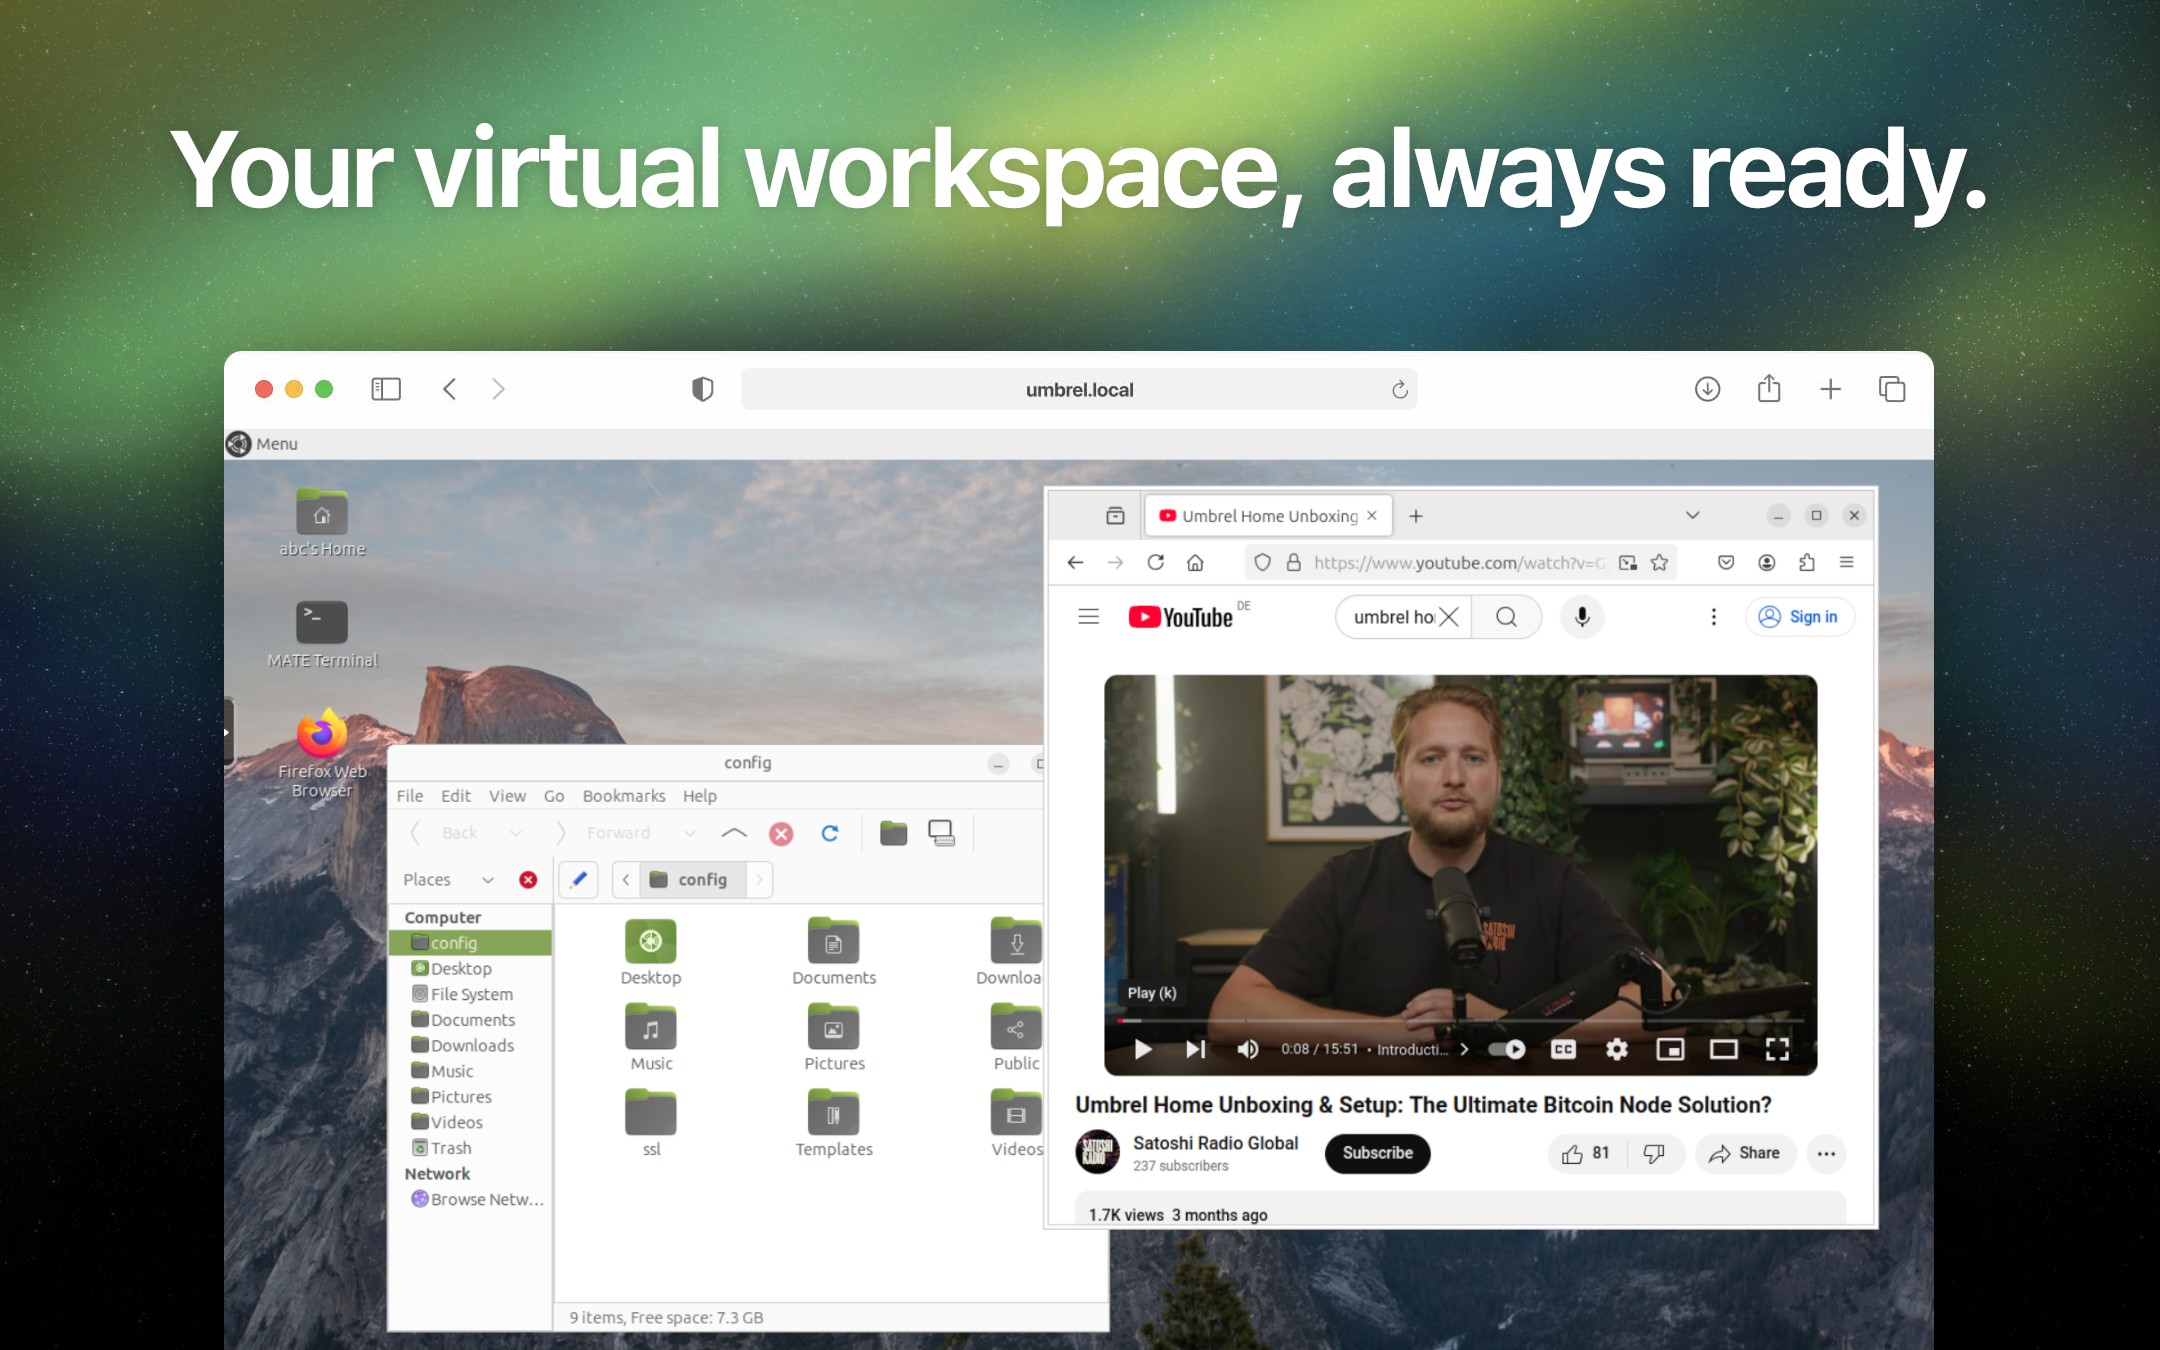 Your virtual workspace, always ready.
umbrel.local
Menu
abc's Home
MATE Terminal
Firefox Web
Browser
config
File Edit View Go Bookmarks Help
Back Forward
Places config
Computer
config
Desktop
File System
Documents
Downloads
Music
Pictures
Videos
Trash
Network
Browse Netw...
Desktop Documents Downloa
Music Pictures Public
ssl Templates Videos
9 items, Free space: 7.3 GB
Umbrel Home Unboxing
https://www.youtube.com/watch?v=G
YouTube DE
umbrel ho
Sign in
SATOSHI
RADIO
Play (k)
0:08 / 15:51 • Introducti...
CC
Umbrel Home Unboxing & Setup: The Ultimate Bitcoin Node Solution?
SATOSHI
RADIO
Satoshi Radio Global
237 subscribers
Subscribe
81
Share
1.7K views 3 months ago